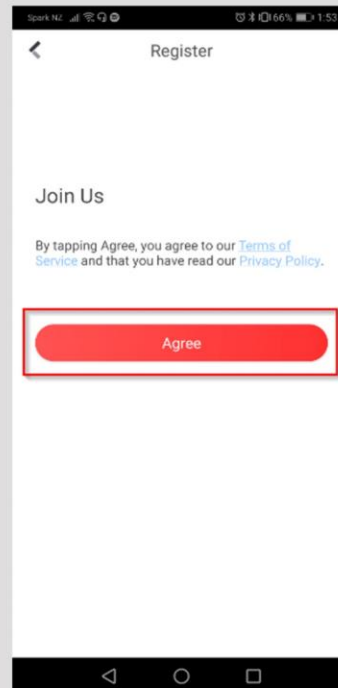 Spark NZ 66% 1:53
Register
Join Us
By tapping Agree, you agree to our Terms of
Service and that you have read our Privacy Policy.
Agree